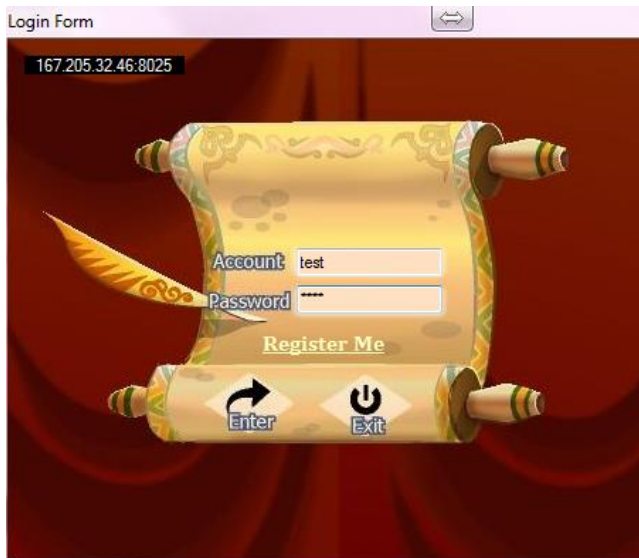 Login Form
167.205.32.46:8025
Account test
Password ****
Register Me
Enter Exit